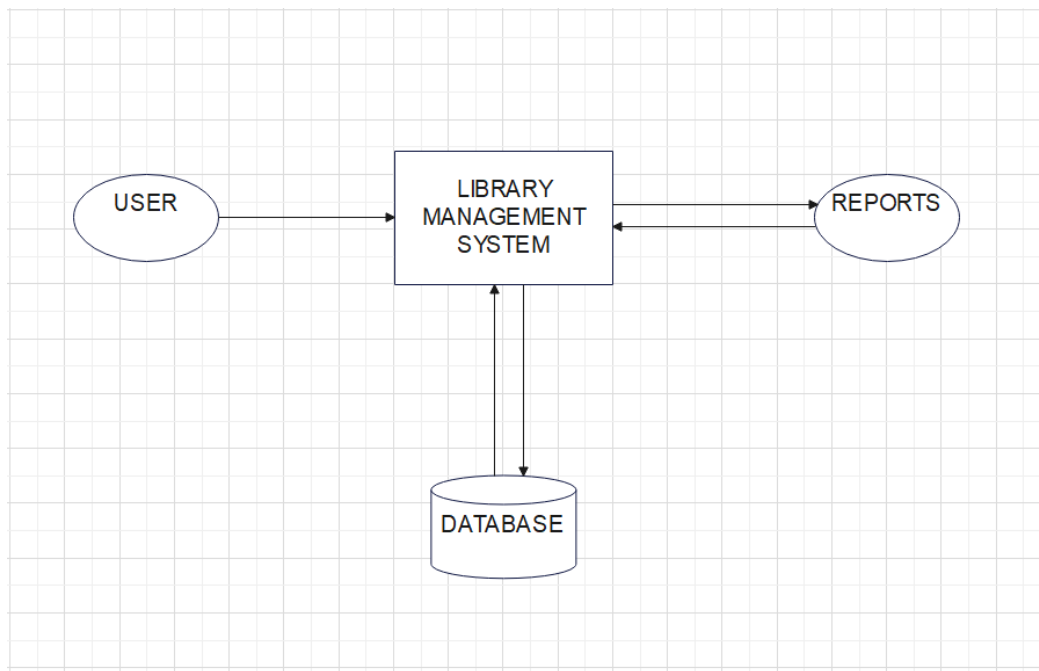 USER
LIBRARY
MANAGEMENT
SYSTEM
REPORTS
DATABASE